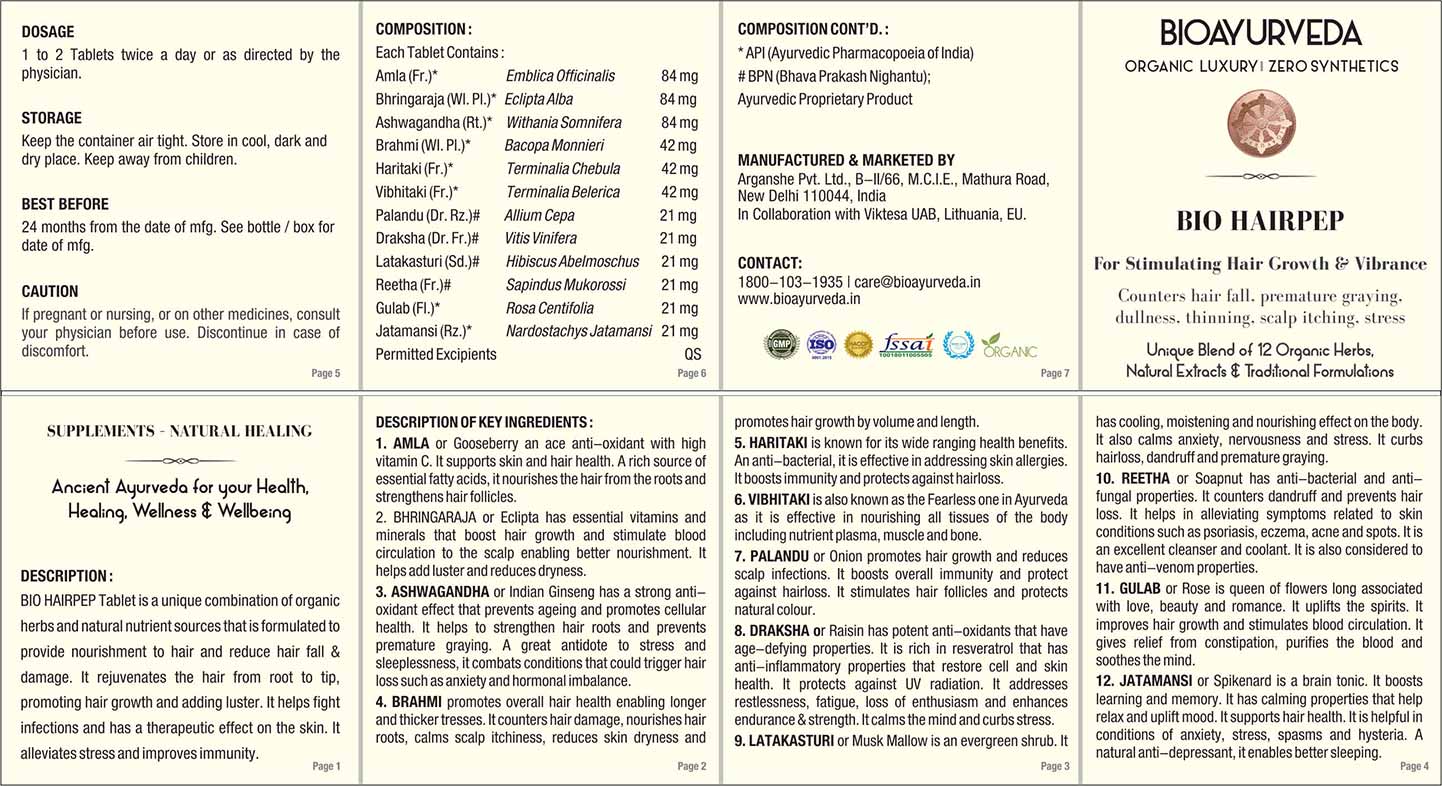 DOSAGE
1 to 2 Tablets twice a day or as directed by the
physician.
STORAGE
Keep the container air tight. Store in cool, dark and
dry place. Keep away from children.
BEST BEFORE
24 months from the date of mfg. See bottle / box for
date of mfg.
CAUTION
If pregnant or nursing, or on other medicines, consult
your physician before use. Discontinue in case of
discomfort.
Page 5
COMPOSITION :
Each Tablet Contains :
Amla (Fr.)* Emblica Officinalis 84 mg
Bhringaraja (Wl. Pl.)* Eclipta Alba 84 mg
Ashwagandha (Rt.)* Withania Somnifera 84 mg
Brahmi (Wl. Pl.)* Bacopa Monnieri 42 mg
Haritaki (Fr.)* Terminalia Chebula 42 mg
Vibhitaki (Fr.)* Terminalia Belerica 42 mg
Palandu (Dr. Rz.)# Allium Cepa 21 mg
Draksha (Dr. Fr.)# Vitis Vinifera 21 mg
Latakasturi (Sd.)# Hibiscus Abelmoschus 21 mg
Reetha (Fr.)# Sapindus Mukorossi 21 mg
Gulab (Fl.)* Rosa Centifolia 21 mg
Jatamansi (Rz.)* Nardostachys Jatamansi 21 mg
Permitted Excipients QS
Page 6
COMPOSITION CONT'D. :
* API (Ayurvedic Pharmacopoeia of India)
# BPN (Bhava Prakash Nighantu);
Ayurvedic Proprietary Product
MANUFACTURED & MARKETED BY
Arganshe Pvt. Ltd., B–II/66, M.C.I.E., Mathura Road,
New Delhi 110044, India
In Collaboration with Viktesa UAB, Lithuania, EU.
CONTACT:
1800–103–1935 | care@bioayurveda.in
www.bioayurveda.in
GMP
ISO
9001:2015
HACCP
fssai
10018011005505
ORGANIC
Page 7
BIOAYURVEDA
ORGANIC LUXURY | ZERO SYNTHETICS
BIO HAIRPEP
For Stimulating Hair Growth & Vibrance
Counters hair fall, premature graying,
dullness, thinning, scalp itching, stress
Unique Blend of 12 Organic Herbs,
Natural Extracts & Traditional Formulations
SUPPLEMENTS - NATURAL HEALING
Ancient Ayurveda for your Health,
Healing, Wellness & Wellbeing
DESCRIPTION :
BIO HAIRPEP Tablet is a unique combination of organic
herbs and natural nutrient sources that is formulated to
provide nourishment to hair and reduce hair fall &
damage. It rejuvenates the hair from root to tip,
promoting hair growth and adding luster. It helps fight
infections and has a therapeutic effect on the skin. It
alleviates stress and improves immunity.
Page 1
DESCRIPTION OF KEY INGREDIENTS :
1. AMLA or Gooseberry an ace anti–oxidant with high
vitamin C. It supports skin and hair health. A rich source of
essential fatty acids, it nourishes the hair from the roots and
strengthens hair follicles.
2. BHRINGARAJA or Eclipta has essential vitamins and
minerals that boost hair growth and stimulate blood
circulation to the scalp enabling better nourishment. It
helps add luster and reduces dryness.
3. ASHWAGANDHA or Indian Ginseng has a strong anti–
oxidant effect that prevents ageing and promotes cellular
health. It helps to strengthen hair roots and prevents
premature graying. A great antidote to stress and
sleeplessness, it combats conditions that could trigger hair
loss such as anxiety and hormonal imbalance.
4. BRAHMI promotes overall hair health enabling longer
and thicker tresses. It counters hair damage, nourishes hair
roots, calms scalp itchiness, reduces skin dryness and
Page 2
promotes hair growth by volume and length.
5. HARITAKI is known for its wide ranging health benefits.
An anti–bacterial, it is effective in addressing skin allergies.
It boosts immunity and protects against hairloss.
6. VIBHITAKI is also known as the Fearless one in Ayurveda
as it is effective in nourishing all tissues of the body
including nutrient plasma, muscle and bone.
7. PALANDU or Onion promotes hair growth and reduces
scalp infections. It boosts overall immunity and protect
against hairloss. It stimulates hair follicles and protects
natural colour.
8. DRAKSHA or Raisin has potent anti–oxidants that have
age–defying properties. It is rich in resveratrol that has
anti–inflammatory properties that restore cell and skin
health. It protects against UV radiation. It addresses
restlessness, fatigue, loss of enthusiasm and enhances
endurance & strength. It calms the mind and curbs stress.
9. LATAKASTURI or Musk Mallow is an evergreen shrub. It
Page 3
has cooling, moistening and nourishing effect on the body.
It also calms anxiety, nervousness and stress. It curbs
hairloss, dandruff and premature graying.
10. REETHA or Soapnut has anti–bacterial and anti–
fungal properties. It counters dandruff and prevents hair
loss. It helps in alleviating symptoms related to skin
conditions such as psoriasis, eczema, acne and spots. It is
an excellent cleanser and coolant. It is also considered to
have anti–venom properties.
11. GULAB or Rose is queen of flowers long associated
with love, beauty and romance. It uplifts the spirits. It
improves hair growth and stimulates blood circulation. It
gives relief from constipation, purifies the blood and
soothes the mind.
12. JATAMANSI or Spikenard is a brain tonic. It boosts
learning and memory. It has calming properties that help
relax and uplift mood. It supports hair health. It is helpful in
conditions of anxiety, stress, spasms and hysteria. A
natural anti–depressant, it enables better sleeping.
Page 4